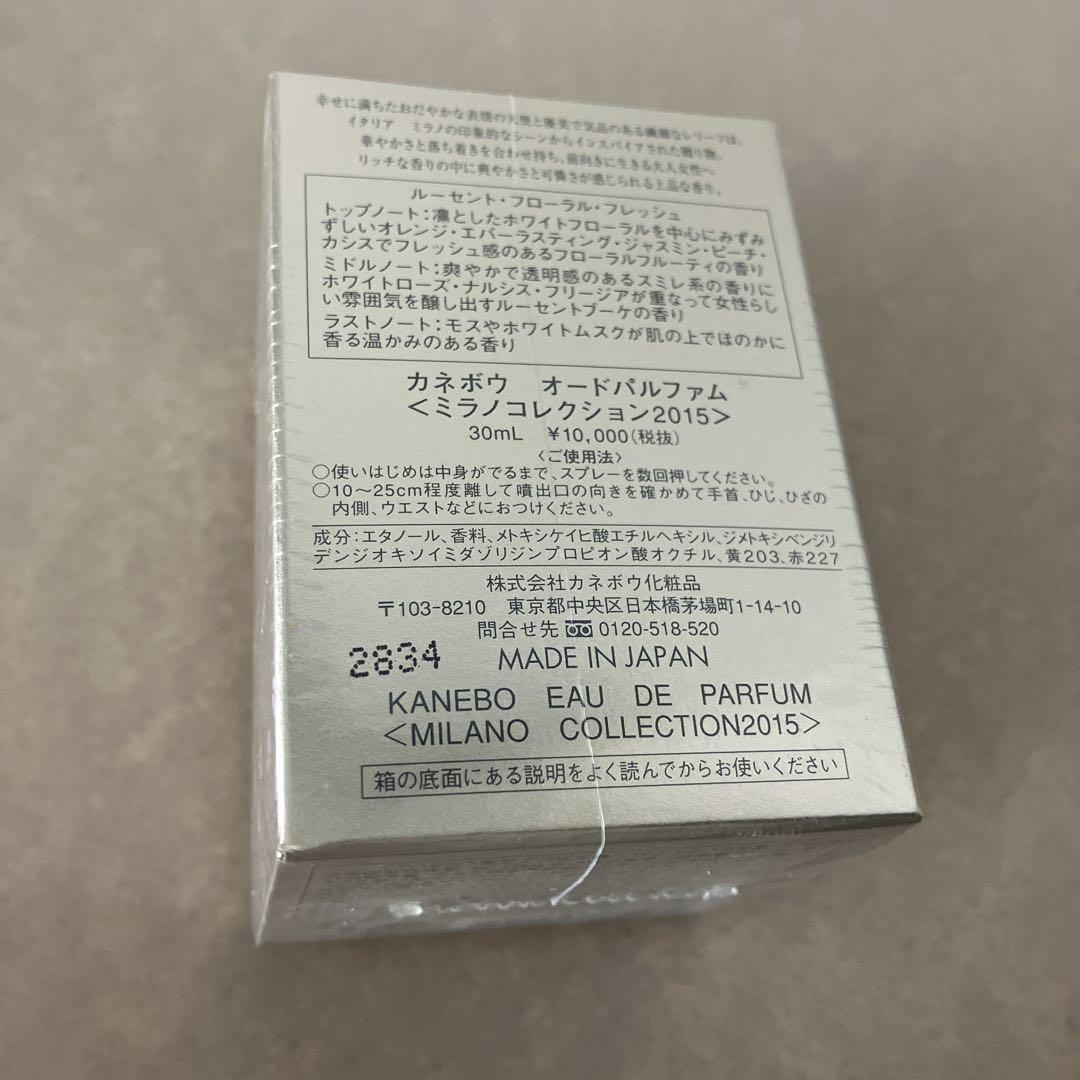 幸せに満ちたおだやかな表情の天使と優美で気品のある繊細なレリーフは、
イタリア ミラノの印象的なシーンからインスパイアされた贈り物。
華やかさと落ち着きを合わせ持ち、前向きに生きる大人女性へ
リッチな香りの中に爽やかさと可憐さが感じられる上品な香り。
ルーセント・フローラル・フレッシュ
トップノート:凛としたホワイトフローラルを中心にみずみ
ずしいオレンジ・エバーラスティング・ジャスミン・ピーチ・
カシスでフレッシュ感のあるフローラルフルーティの香り
ミドルノート:爽やかで透明感のあるスミレ系の香りに
ホワイトローズ・ナルシス・フリージアが重なって女性らし
い雰囲気を醸し出すルーセントブーケの香り
ラストノート:モスやホワイトムスクが肌の上でほのかに
香る温かみのある香り
カネボウ オードパルファム
<ミラノコレクション2015>
30mL ¥10,000(税抜)
〈ご使用法〉
○使いはじめは中身がでるまで、スプレーを数回押してください。
○10〜25cm程度離して噴出口の向きを確かめて手首、ひじ、ひざの
内側、ウエストなどにおつけください。
成分:エタノール、香料、メトキシケイヒ酸エチルヘキシル、ジメトキシベンジリ
デンジオキソイミダゾリジンプロピオン酸オクチル、黄203、赤227
株式会社カネボウ化粧品
〒103-8210 東京都中央区日本橋茅場町1-14-10
問合せ先 0120-518-520
2834 MADE IN JAPAN
KANEBO EAU DE PARFUM
<MILANO COLLECTION2015>
箱の底面にある説明をよく読んでからお使いください